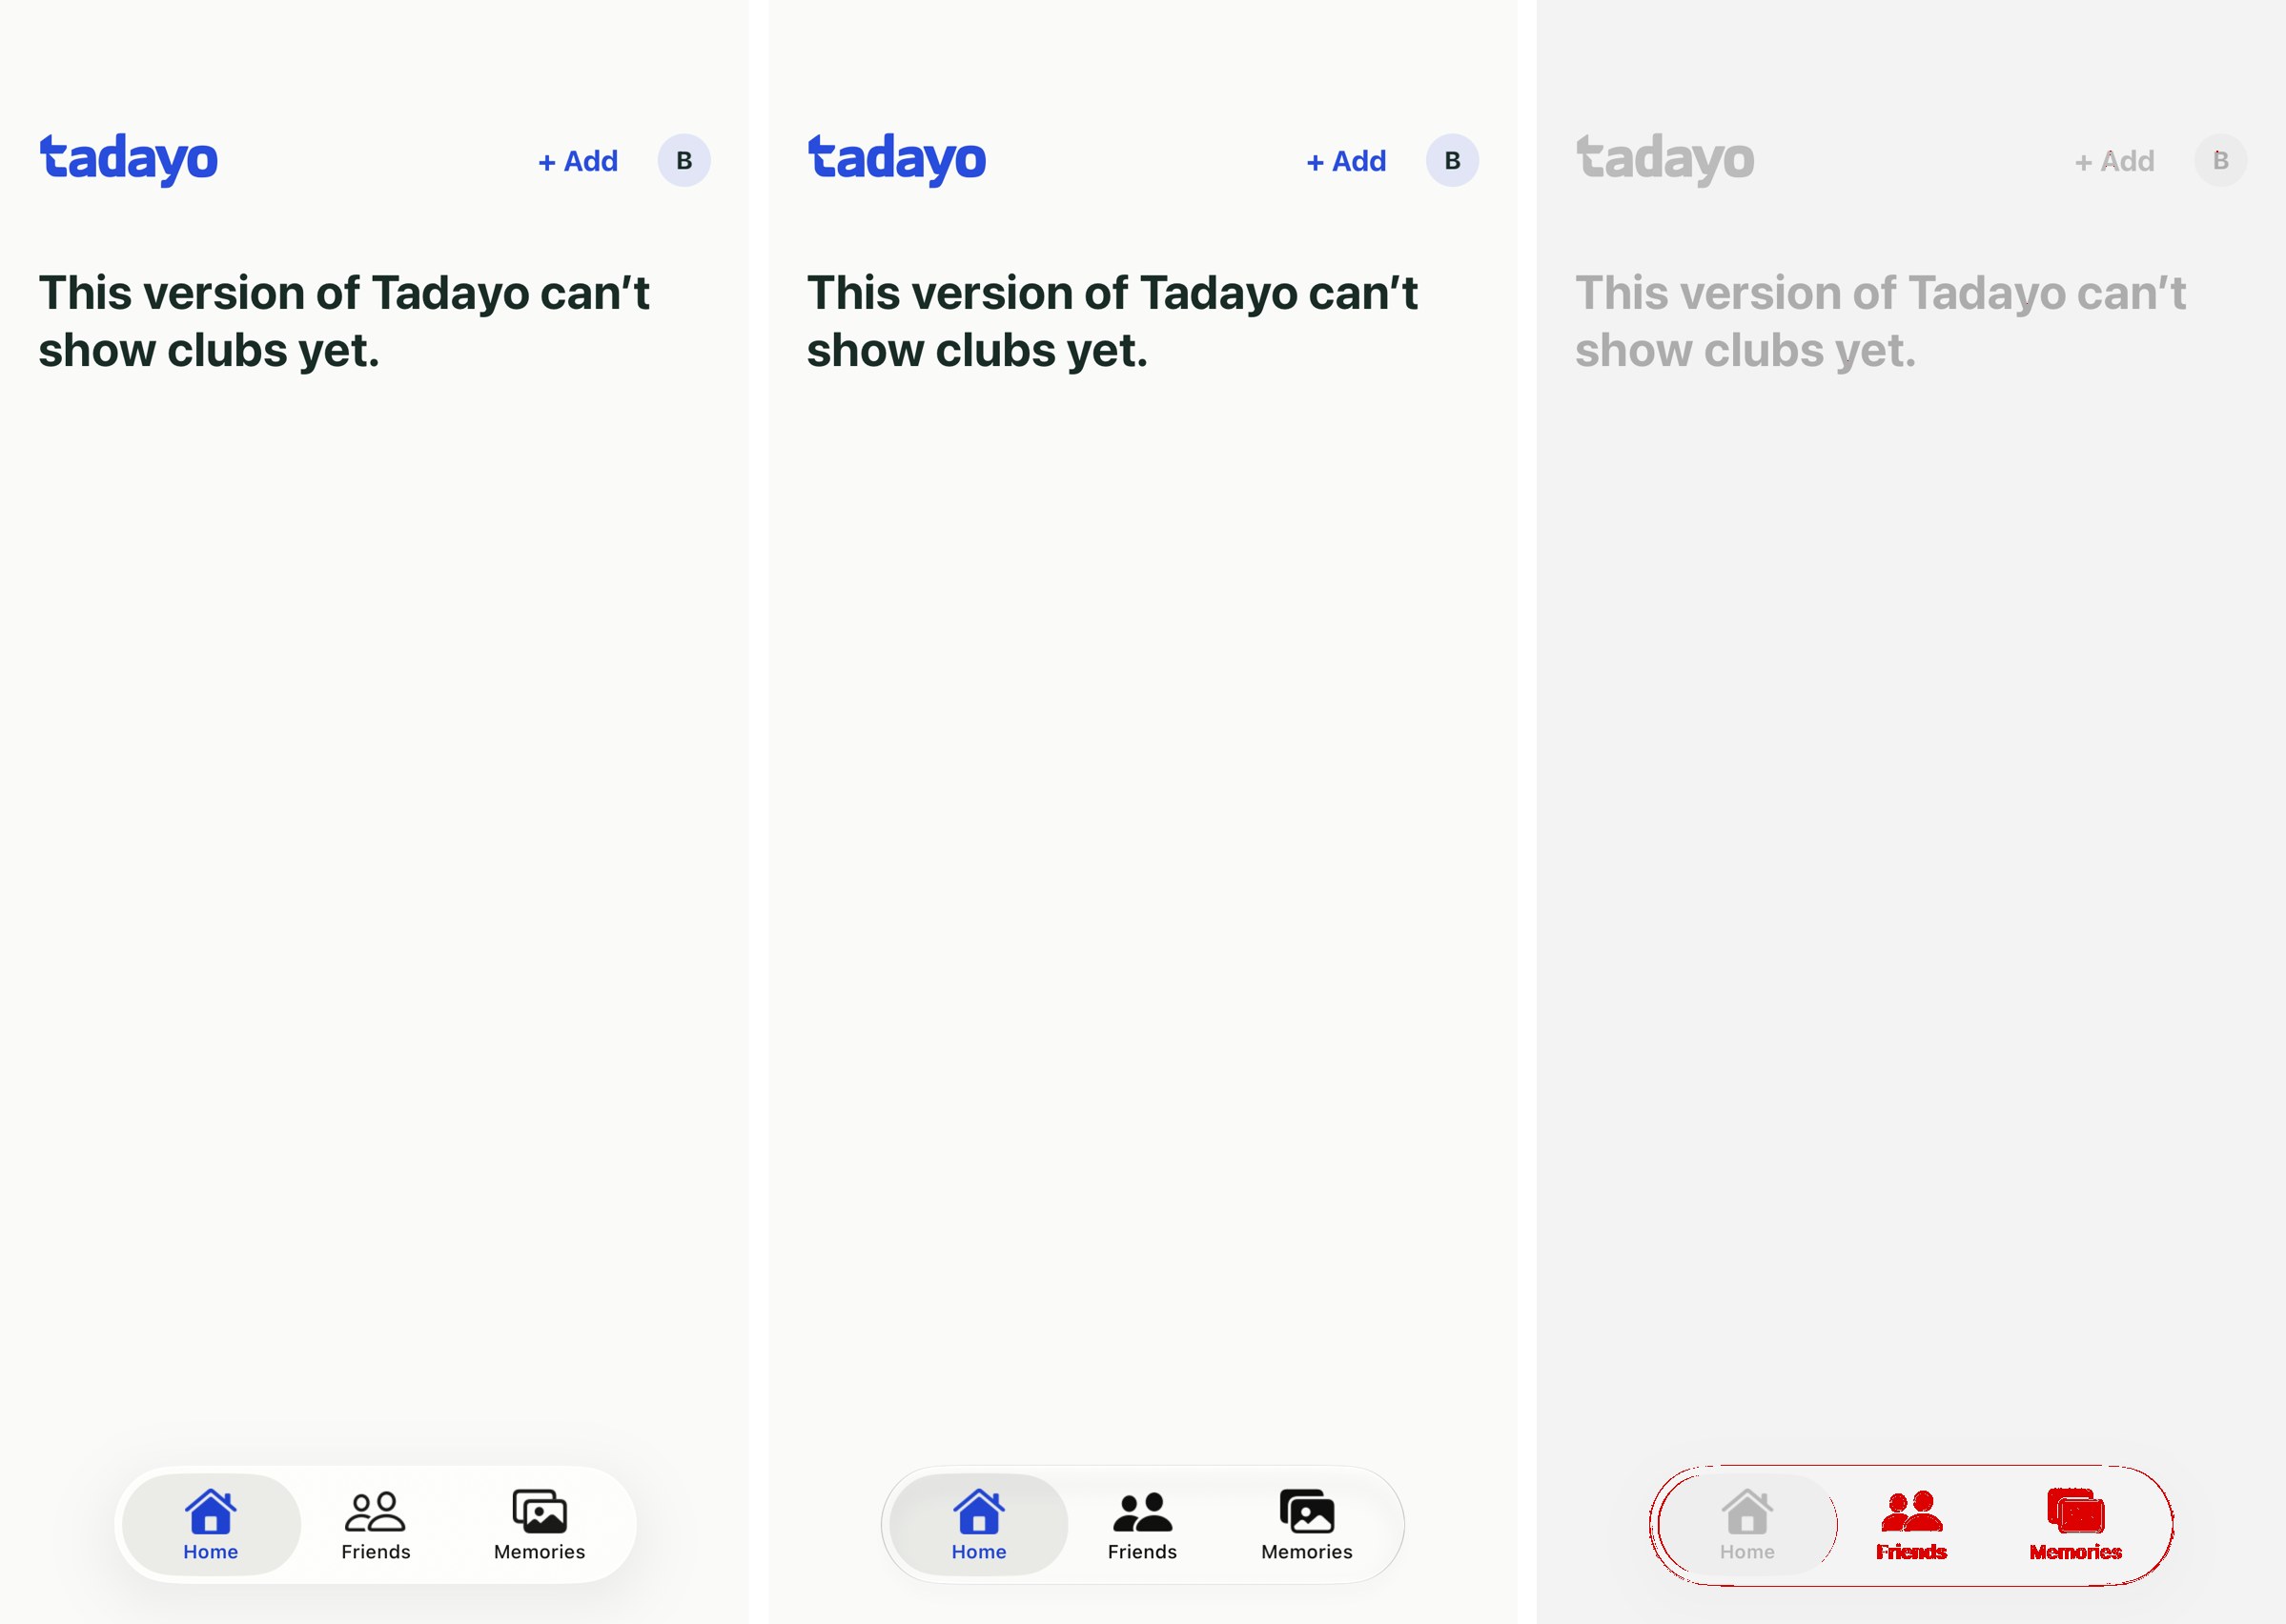 tadayo
+ Add
B
This version of Tadayo can’t
show clubs yet.
Home
Friends
Memories
tadayo
+ Add
B
This version of Tadayo can’t
show clubs yet.
Home
Friends
Memories
tadayo
+ Add
B
This version of Tadayo can’t
show clubs yet.
Home
Friends
Memories